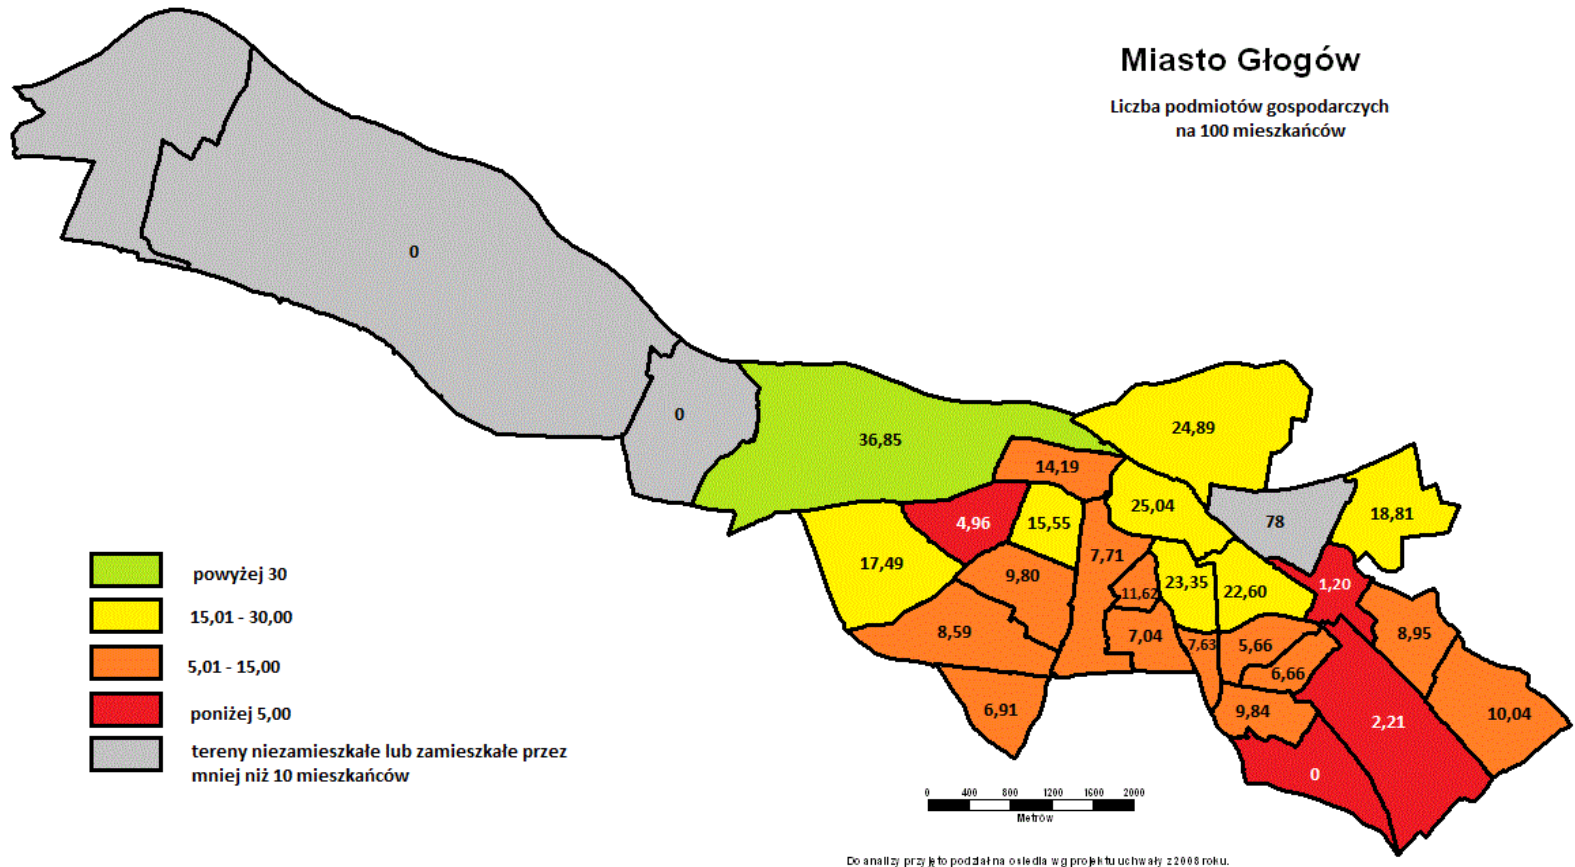 Miasto Głogów
Liczba podmiotów gospodarczych
na 100 mieszkańców
0
0
36,85
24,89
14,19
25,04
4,96
15,55
78
18,81
17,49
7,71
9,80
11,62
23,35
22,60
1,20
8,59
7,04
7,63
5,66
8,95
6,66
6,91
9,84
2,21
10,04
0
powyżej 30
15,01 - 30,00
5,01 - 15,00
poniżej 5,00
tereny niezamieszkałe lub zamieszkałe przez
mniej niż 10 mieszkańców
0 400 800 1200 1600 2000
Metrów
Do analizy przyjęto podział na osiedla wg projektu uchwały z 2008 roku.